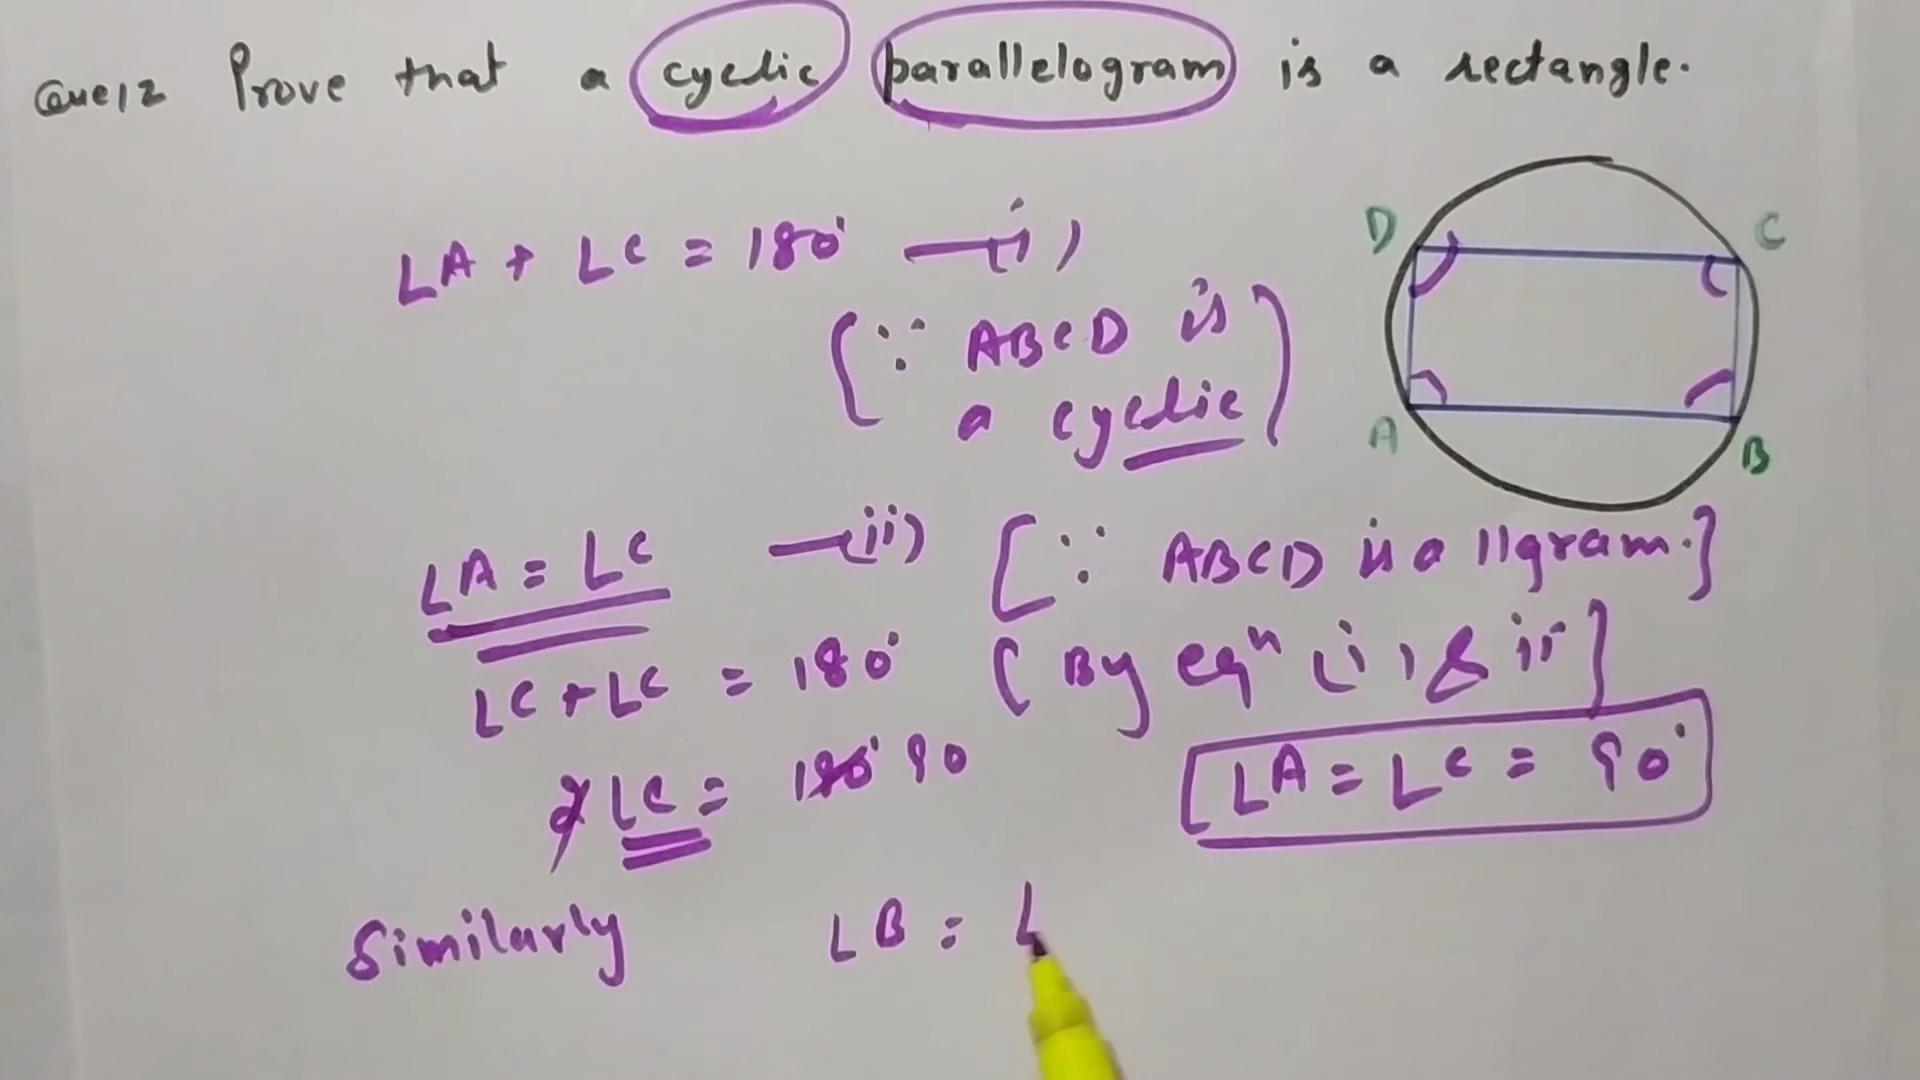 Que12 Prove that a cyclic parallelogram is a rectangle.
D C
∠A + ∠C = 180° —(i)
(∵ ABCD is
a cyclic)
A B
∠A = ∠C —(ii) [∵ ABCD is a ||gram.]
∠C + ∠C = 180° [By eqn (i) & ii]
2∠C = 180° 90
∠A = ∠C = 90°
Similarly ∠B = ∠